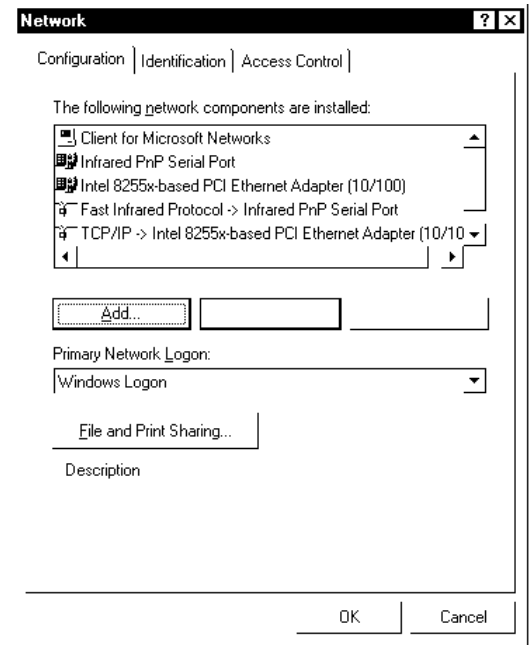 Network
Configuration Identification Access Control
The following network components are installed:
Client for Microsoft Networks
Infrared PnP Serial Port
Intel 8255x-based PCI Ethernet Adapter (10/100)
Fast Infrared Protocol -> Infrared PnP Serial Port
TCP/IP -> Intel 8255x-based PCI Ethernet Adapter (10/10
Add...
Primary Network Logon:
Windows Logon
File and Print Sharing...
Description
OK Cancel